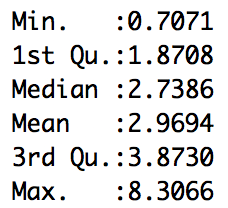 Min.   :0.7071
1st Qu.:1.8708
Median :2.7386
Mean   :2.9694
3rd Qu.:3.8730
Max.   :8.3066